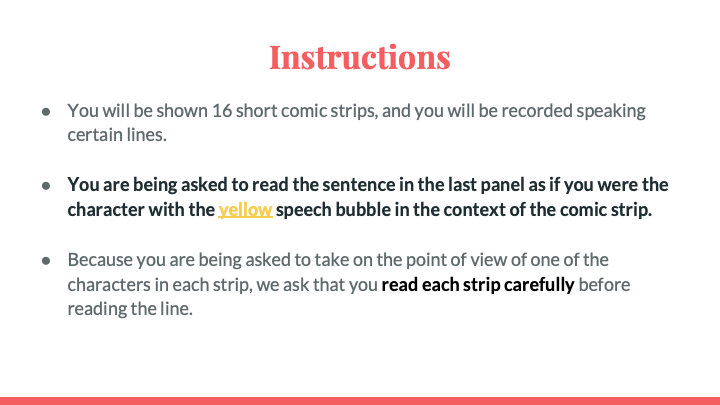 Instructions
● You will be shown 16 short comic strips, and you will be recorded speaking
certain lines.
● You are being asked to read the sentence in the last panel as if you were the
character with the yellow speech bubble in the context of the comic strip.
● Because you are being asked to take on the point of view of one of the
characters in each strip, we ask that you read each strip carefully before
reading the line.